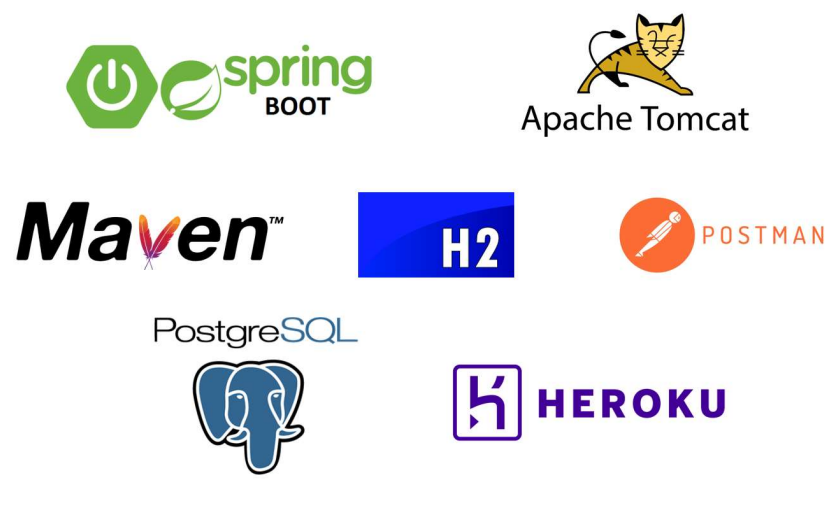 spring
BOOT
Apache Tomcat
Maven™
H2
POSTMAN
PostgreSQL
HEROKU